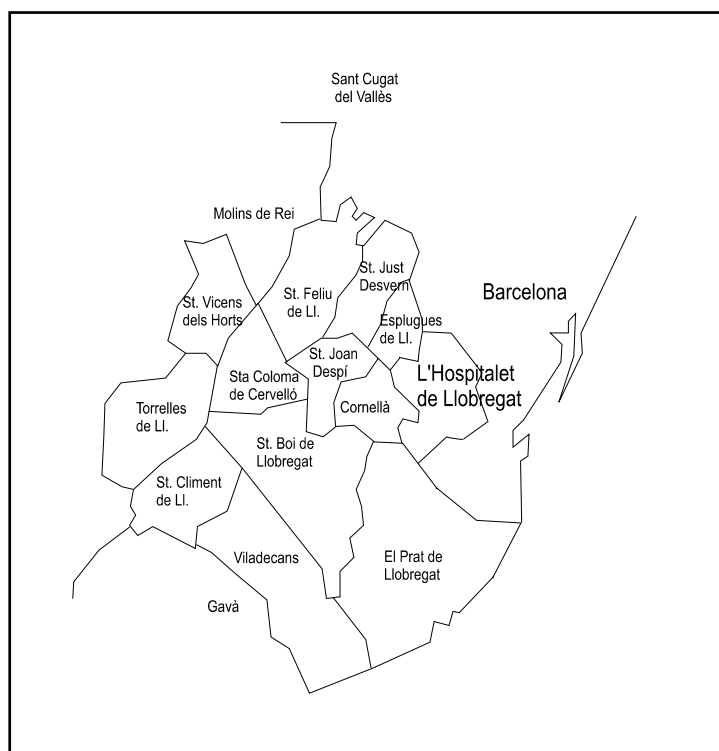 Sant Cugat
del Vallès
Molins de Rei
St. Just
Desvern
St. Vicens
dels Horts
St. Feliu
de Ll.
Barcelona
Esplugues
de Ll.
St. Joan
Despí
L'Hospitalet
de Llobregat
Sta Coloma
de Cervelló
Torrelles
de Ll.
Cornellà
St. Boi de
Llobregat
St. Climent
de Ll.
Viladecans
El Prat de
Llobregat
Gavà